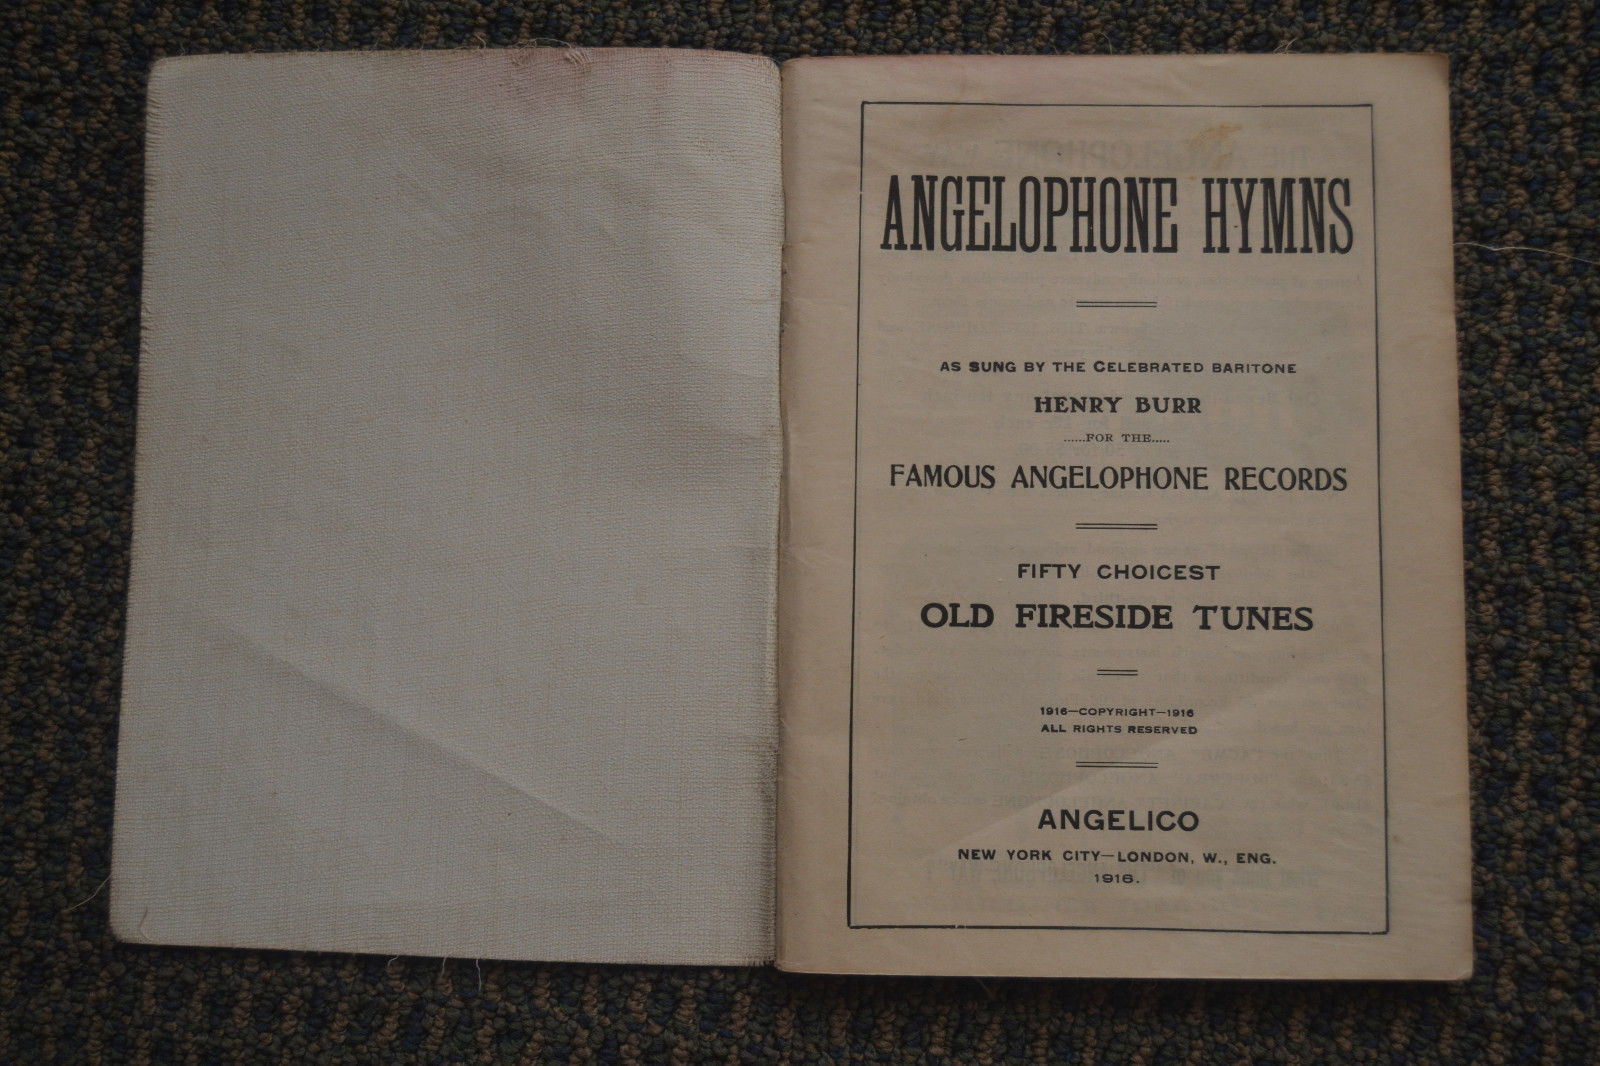 ANGELOPHONE HYMNS
AS SUNG BY THE CELEBRATED BARITONE
HENRY BURR
......FOR THE.....
FAMOUS ANGELOPHONE RECORDS
FIFTY CHOICEST
OLD FIRESIDE TUNES
1916—COPYRIGHT—1916
ALL RIGHTS RESERVED
ANGELICO
NEW YORK CITY—LONDON, W., ENG.
1916.